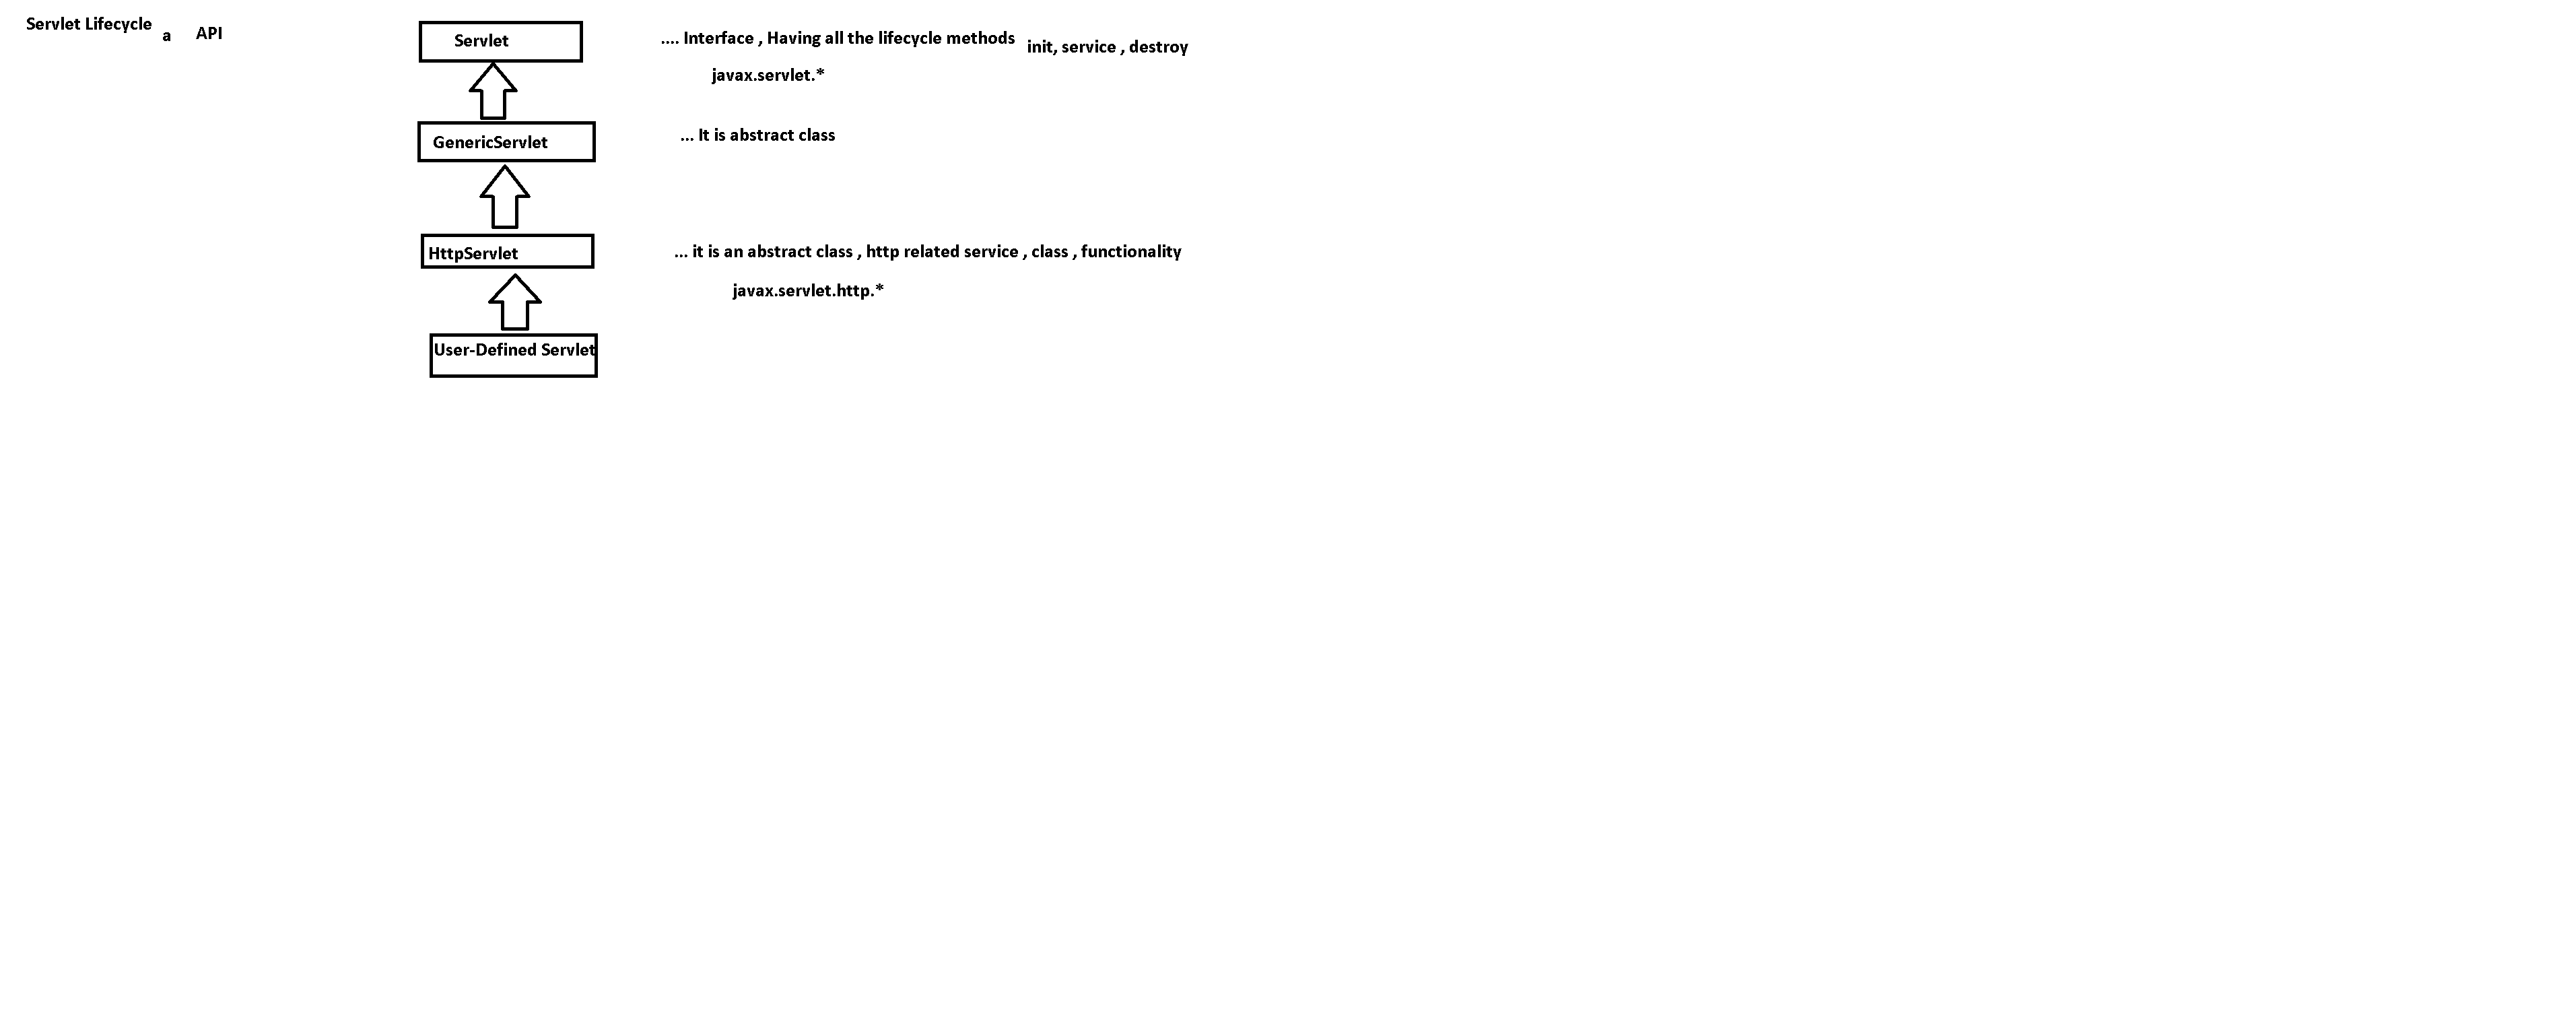 Servlet Lifecycle a API
Servlet
.... Interface , Having all the lifecycle methods init, service , destroy
javax.servlet.*
GenericServlet
... It is abstract class
HttpServlet
... it is an abstract class , http related service , class , functionality
javax.servlet.http.*
User-Defined Servlet